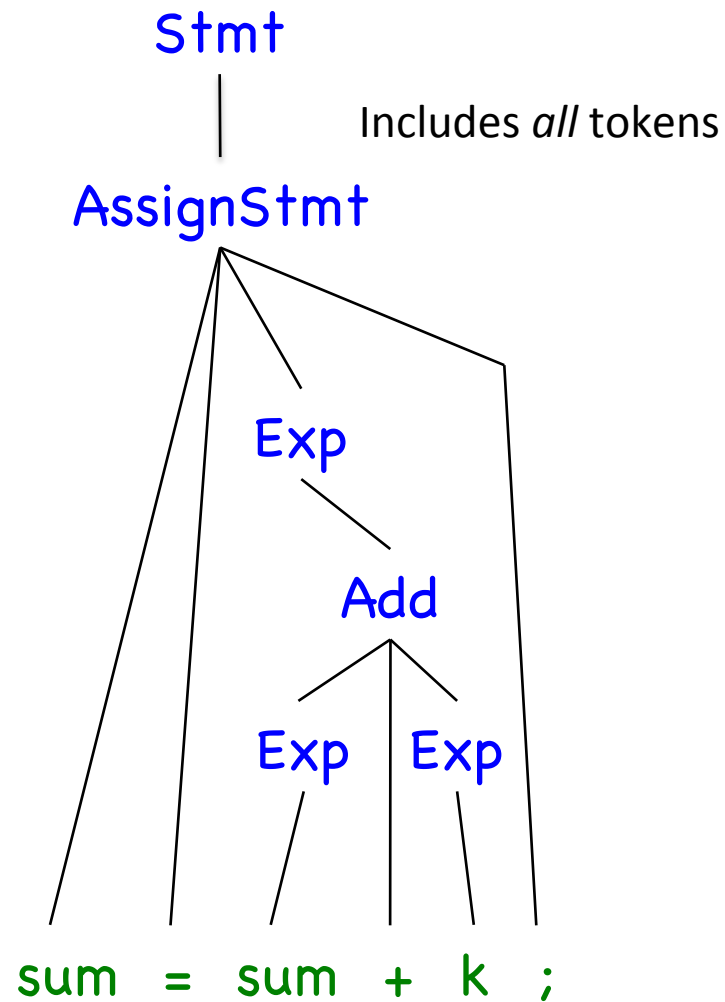 Stmt
Includes all tokens
AssignStmt
Exp
Add
Exp Exp
sum = sum + k ;